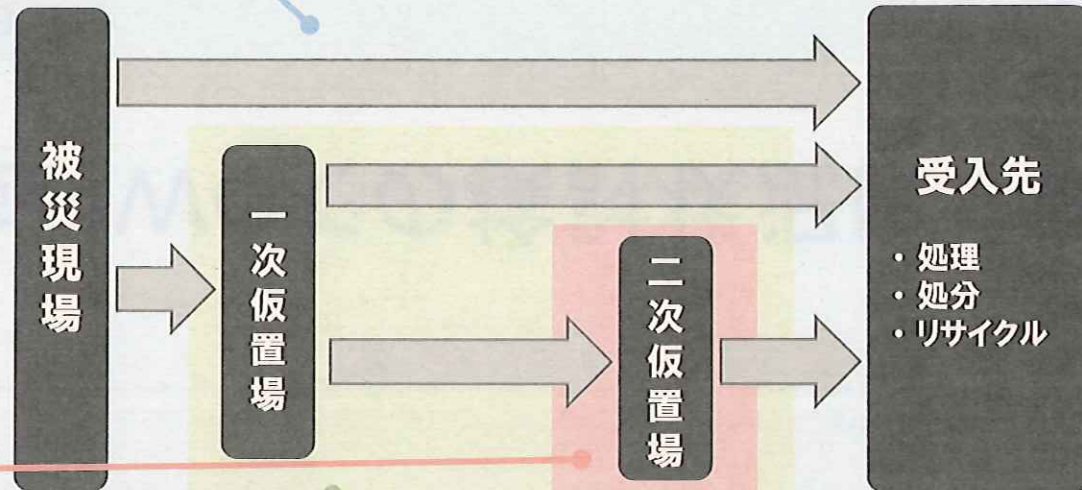 被災現場
一次仮置場
二次仮置場
受入先
・処理
・処分
・リサイクル